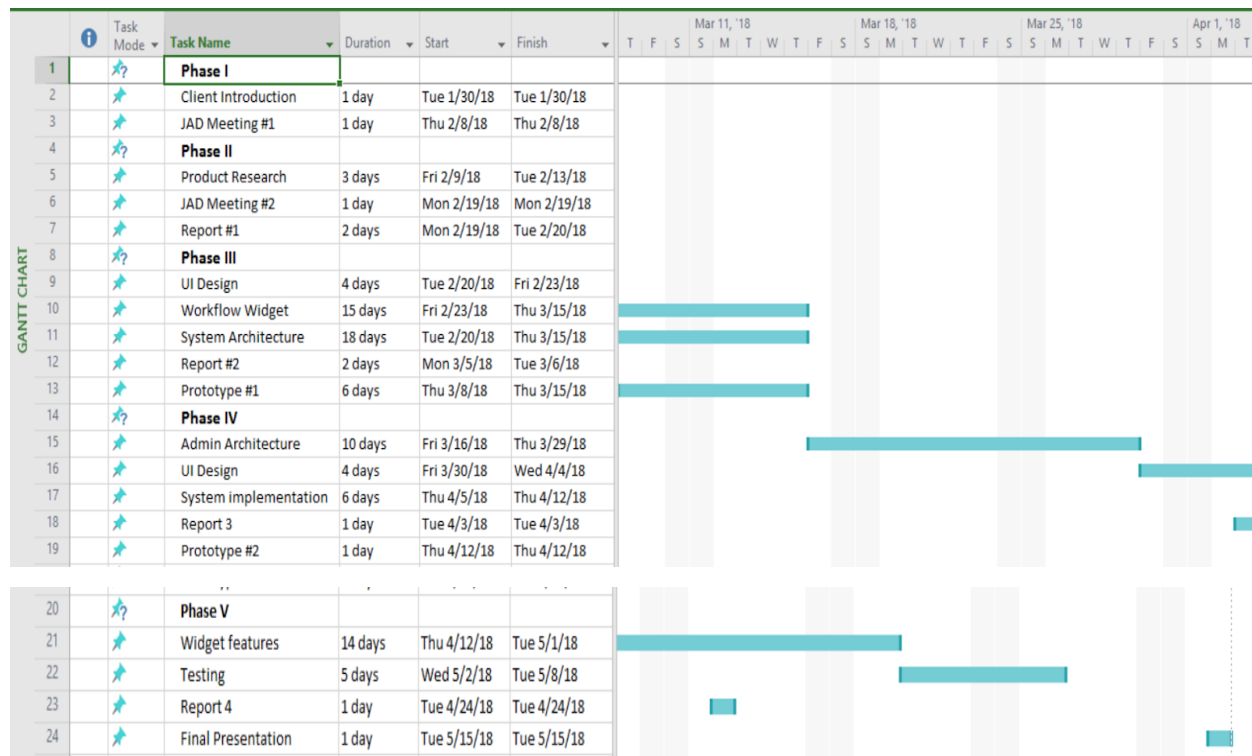 Task
Mode Task Name Duration Start Finish
Mar 11, '18 Mar 18, '18 Mar 25, '18 Apr 1, '18
T F S S M T W T F S S M T W T F S S M T W T F S S M T
GANTT CHART
1 Phase I
2 Client Introduction 1 day Tue 1/30/18 Tue 1/30/18
3 JAD Meeting #1 1 day Thu 2/8/18 Thu 2/8/18
4 Phase II
5 Product Research 3 days Fri 2/9/18 Tue 2/13/18
6 JAD Meeting #2 1 day Mon 2/19/18 Mon 2/19/18
7 Report #1 2 days Mon 2/19/18 Tue 2/20/18
8 Phase III
9 UI Design 4 days Tue 2/20/18 Fri 2/23/18
10 Workflow Widget 15 days Fri 2/23/18 Thu 3/15/18
11 System Architecture 18 days Tue 2/20/18 Thu 3/15/18
12 Report #2 2 days Mon 3/5/18 Tue 3/6/18
13 Prototype #1 6 days Thu 3/8/18 Thu 3/15/18
14 Phase IV
15 Admin Architecture 10 days Fri 3/16/18 Thu 3/29/18
16 UI Design 4 days Fri 3/30/18 Wed 4/4/18
17 System implementation 6 days Thu 4/5/18 Thu 4/12/18
18 Report 3 1 day Tue 4/3/18 Tue 4/3/18
19 Prototype #2 1 day Thu 4/12/18 Thu 4/12/18
20 Phase V
21 Widget features 14 days Thu 4/12/18 Tue 5/1/18
22 Testing 5 days Wed 5/2/18 Tue 5/8/18
23 Report 4 1 day Tue 4/24/18 Tue 4/24/18
24 Final Presentation 1 day Tue 5/15/18 Tue 5/15/18